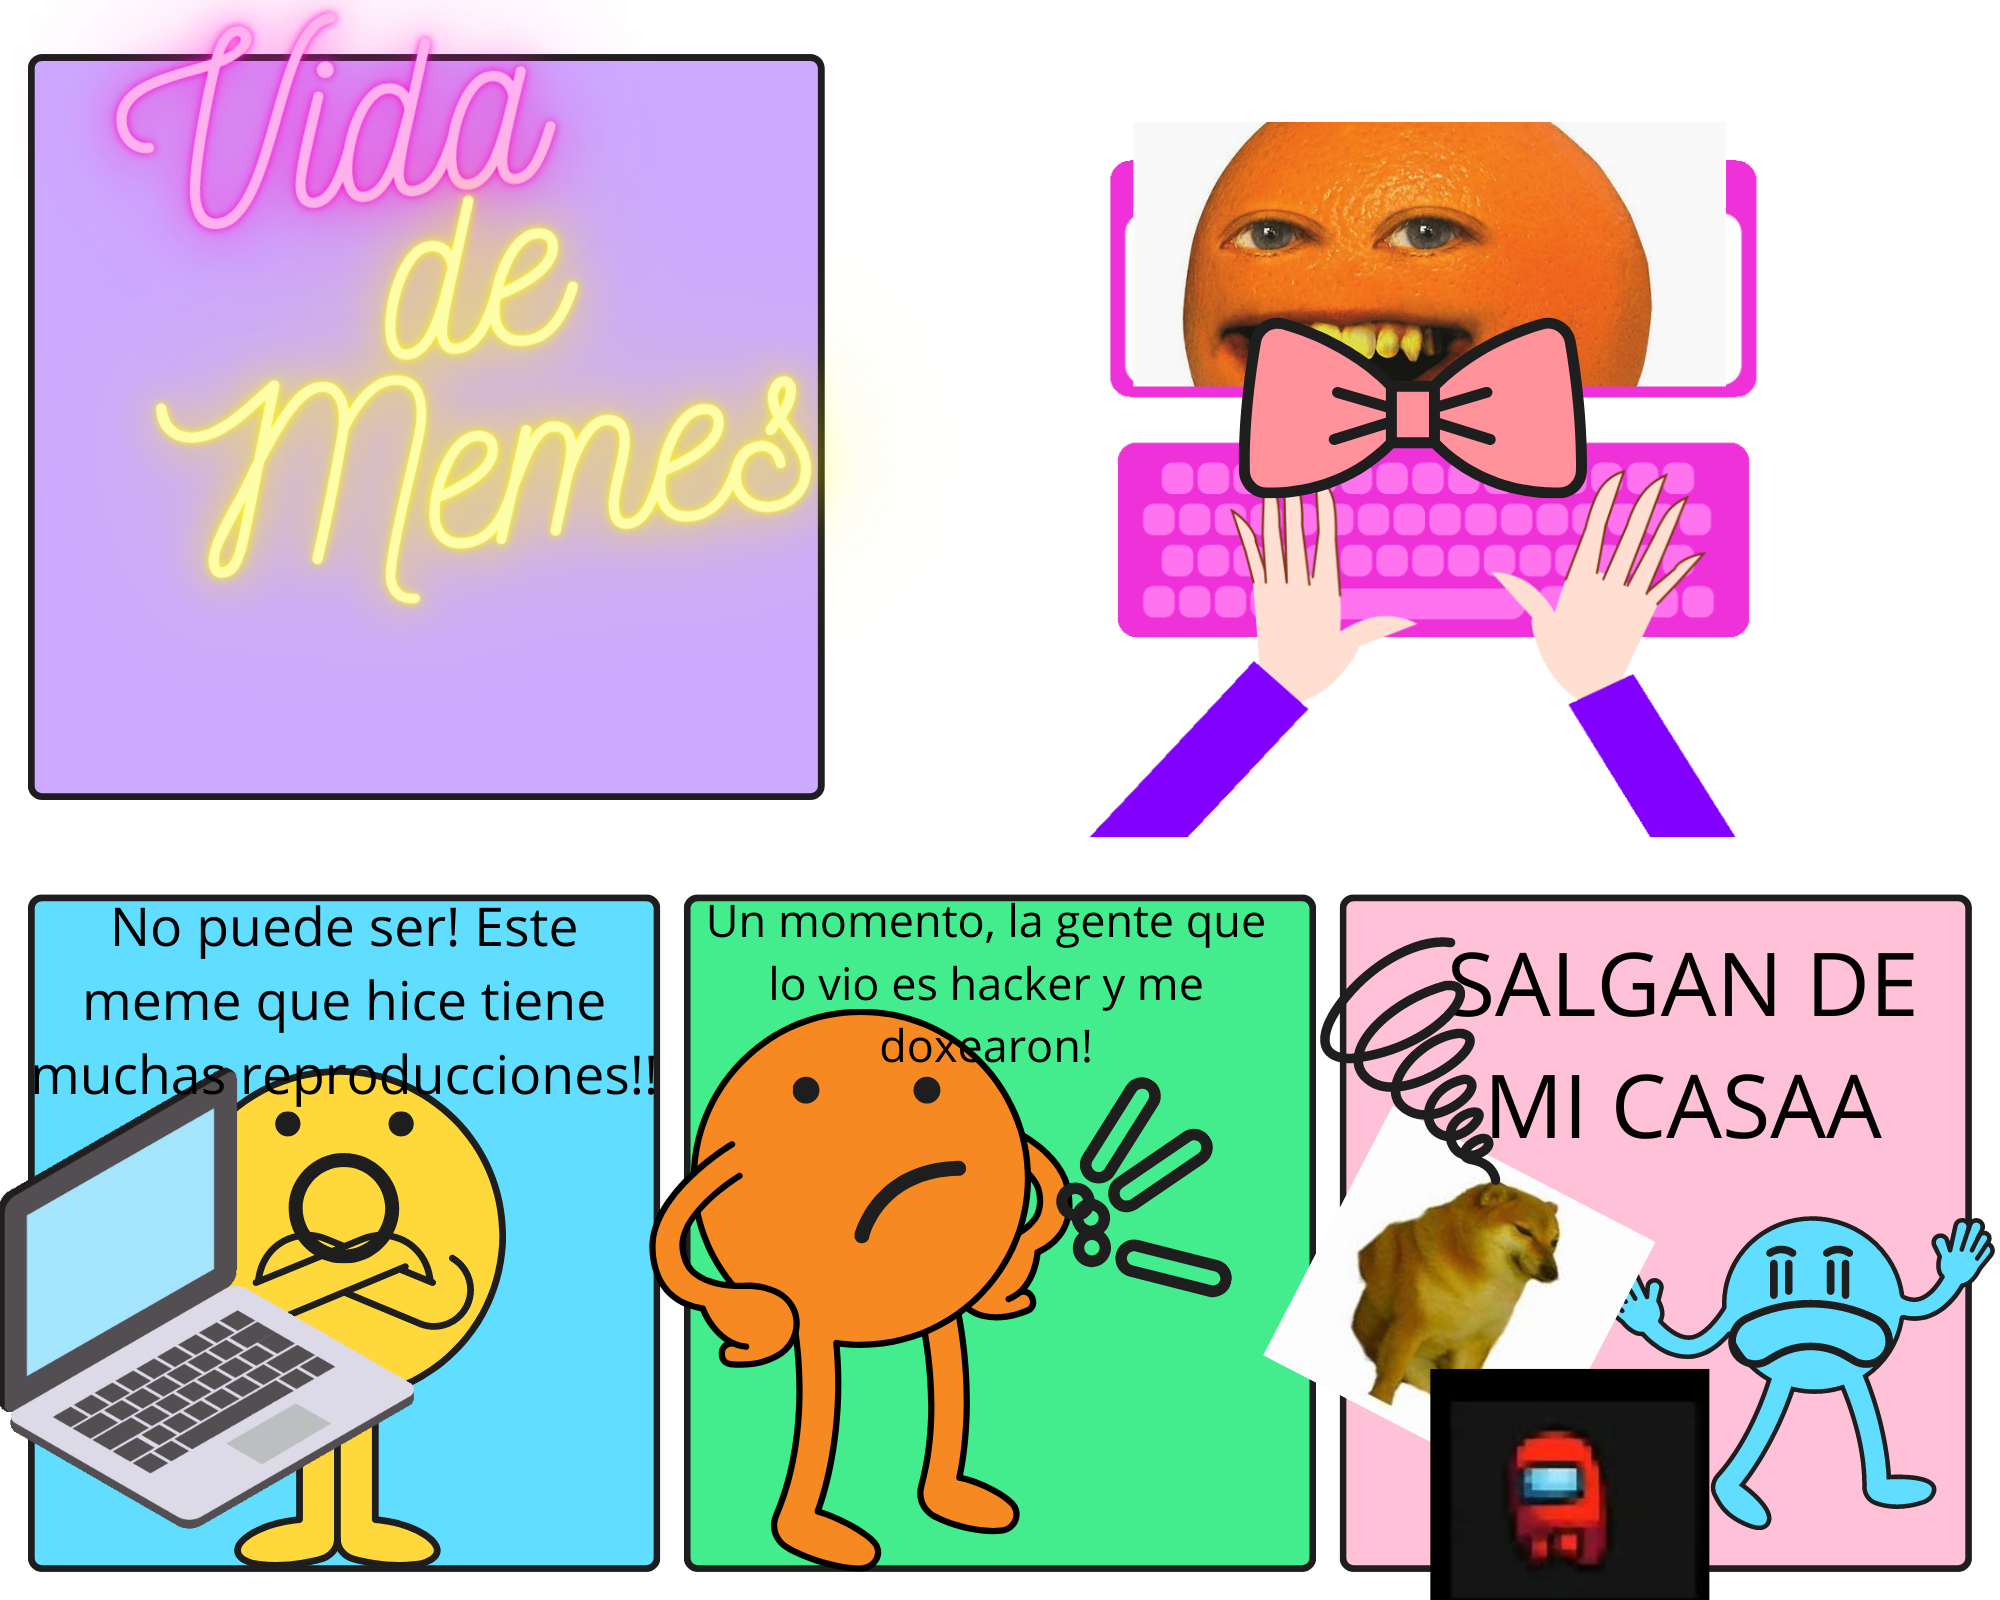 Vida
de
Memes
No puede ser! Este
meme que hice tiene
muchas reproducciones!!
Un momento, la gente que
lo vio es hacker y me
doxearon!
SALGAN DE
MI CASAA